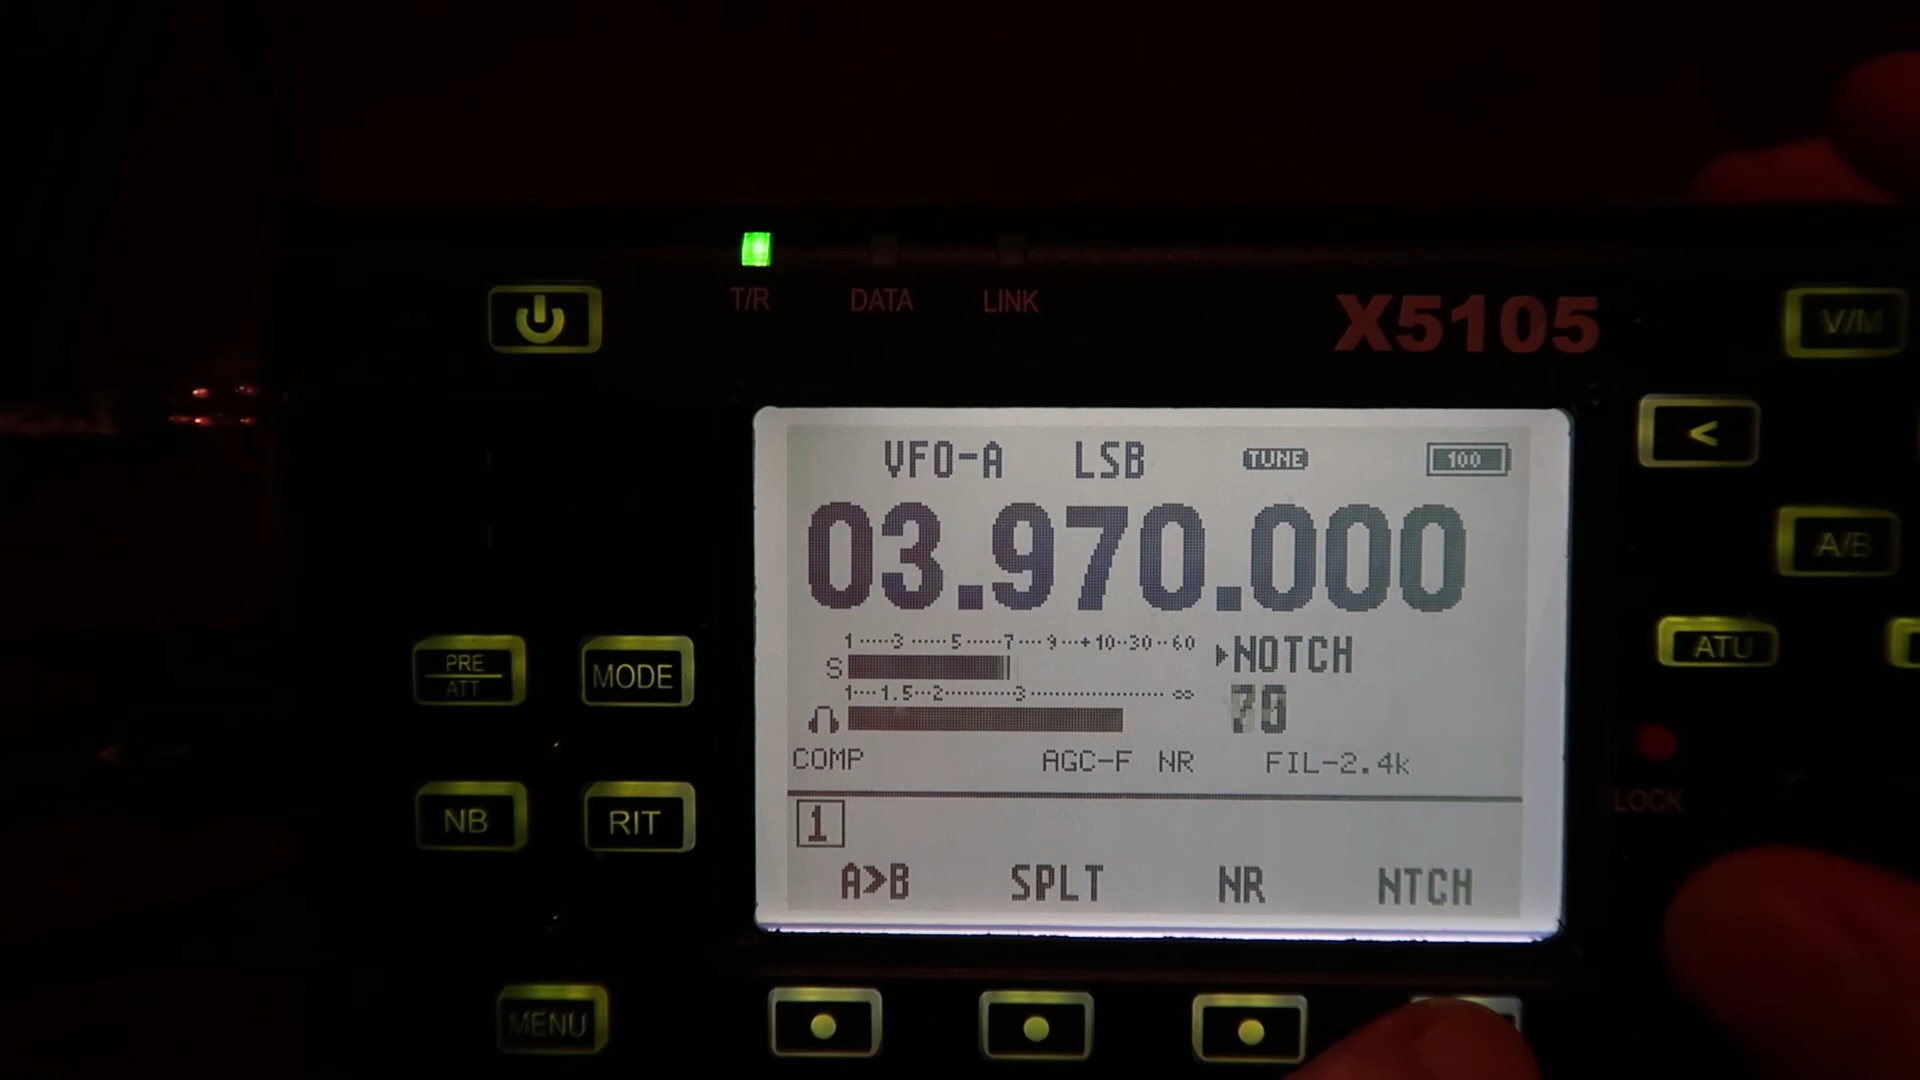 T/R DATA LINK
X5105
V/M
<
VFO-A LSB TUNE 100
03.970.000
A/B
1·····3······5······7····9···+10··30··60
S
▸NOTCH
ATU
PRE
ATT
MODE
1····1.5··2··········3················∞
COMP AGC-F NR FIL-2.4k
LOCK
NB RIT
1
A>B SPLT NR NTCH
MENU